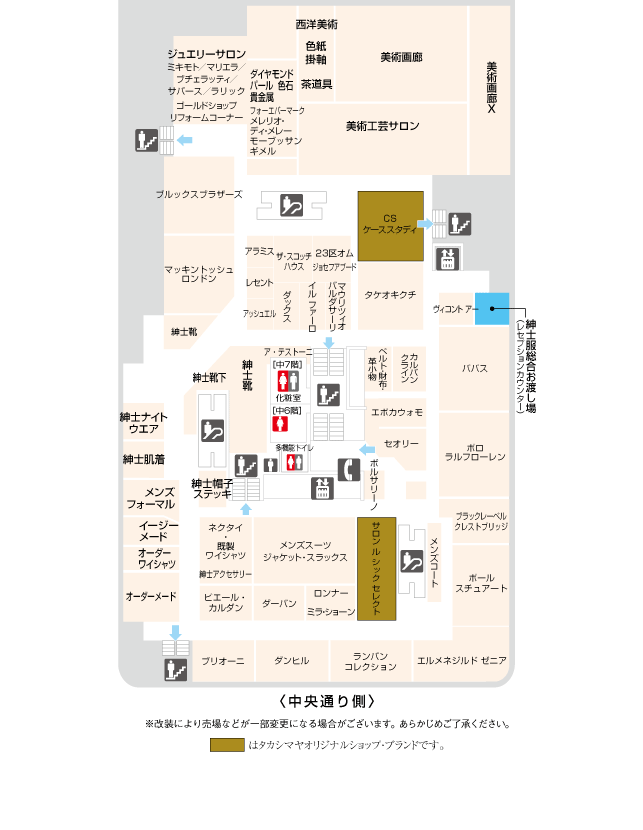 西洋美術
色紙
掛軸
茶道具
美術画廊
美術画廊X
美術工芸サロン
ジュエリーサロン
ミキモト／マリエラ／
ブチェラッティ／
サバース／ラリック
ゴールドショップ
リフォームコーナー
ダイヤモンド
パール 色石
貴金属
フォーエバーマーク
メレリオ・
ディ・メレー
モーブッサン
ギメル
ブルックスブラザーズ
CS
ケーススタディ
アラミス
ザ・スコッチ
ハウス
23区オム
ジョセフアブード
レセント
アッシュエル
ダックス
イル ファーロ
マウリツィオ
バルダサーリ
タケオキクチ
マッキントッシュ
ロンドン
紳士靴
ヴィコント アー
紳士服総合お渡し場
（レセプションカウンター）
パパス
ア・テストーニ
[中7階]
化粧室
[中6階]
多機能トイレ
紳士靴
紳士靴下
ベルト・財布・
革小物
カルバン
クライン
エポカウォモ
セオリー
ボルサリーノ
紳士ナイト
ウエア
紳士肌着
紳士帽子
ステッキ
メンズ
フォーマル
イージー
メード
オーダー
ワイシャツ
オーダーメード
ポロ
ラルフローレン
ブラックレーベル
クレストブリッジ
ポール
スチュアート
ネクタイ
・
既製
ワイシャツ
紳士アクセサリー
メンズスーツ
ジャケット・スラックス
サロン ル シック セレクト
メンズコート
ピエール・
カルダン
ダーバン
ロンナー
ミラ・ショーン
ブリオーニ
ダンヒル
ランバン
コレクション
エルメネジルド ゼニア
〈中央通り側〉
※改装により売場などが一部変更になる場合がございます。あらかじめご了承ください。
はタカシマヤオリジナルショップ・ブランドです。